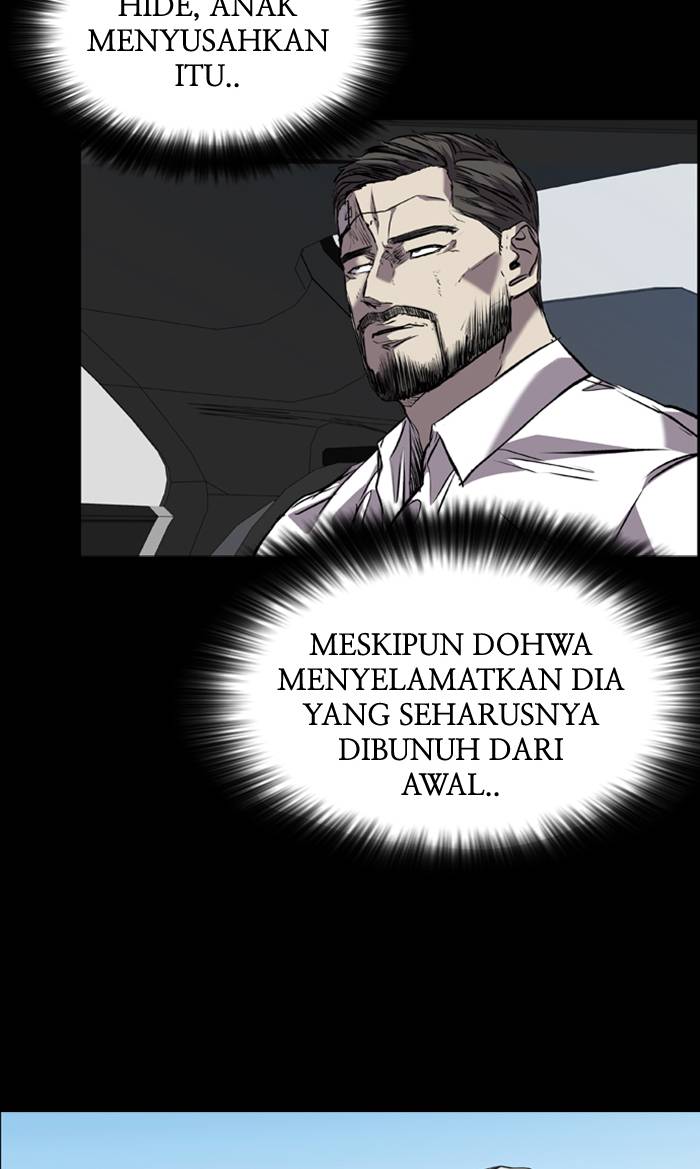 HIDE, ANAK
MENYUSAHKAN
ITU..
MESKIPUN DOHWA
MENYELAMATKAN DIA
YANG SEHARUSNYA
DIBUNUH DARI
AWAL..